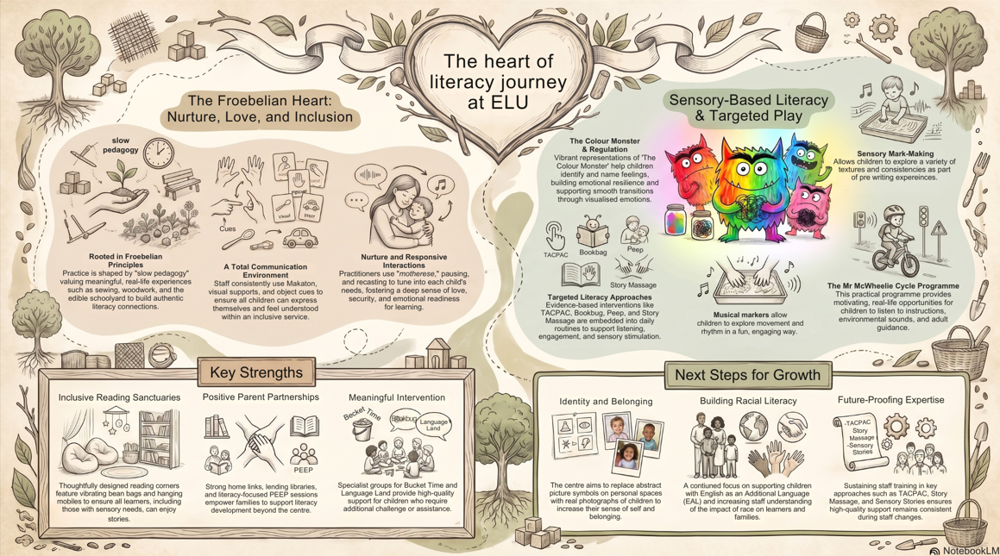 The heart of
literacy journey
at ELU
The Froebelian Heart:
Nurture, Love, and Inclusion
slow
pedagogy
Rooted in Froebelian
Principles
Practice is shaped by "slow pedagogy"
valuing meaningful, real-life experiences
such as sewing, woodwork, and the
edible schoolyard to build authentic
literacy connections.
Cues
A Total Communication
Environment
Staff consistently use Makaton,
visual supports, and object cues to
ensure all children can express
themselves and feel understood
within an inclusive service.
Nurture and Responsive
Interactions
Practitioners use "motherese," pausing,
and recasting to tune into each child's
needs, fostering a deep sense of love,
security, and emotional readiness
for learning.
Sensory-Based Literacy
& Targeted Play
The Colour Monster
& Regulation
Vibrant representations of 'The
Colour Monster' help children
identify and name feelings,
building emotional resilience and
supporting smooth transitions
through visualised emotions.
TACPAC
Bookbag
Peep
Story Massage
Targeted Literacy Approaches
Evidence-based interventions like
TACPAC, Bookbug, Peep, and Story
Massage are embedded into daily
routines to support listening,
engagement, and sensory stimulation.
Musical markers allow
children to explore movement and
rhythm in a fun, engaging way.
Sensory Mark-Making
Allows children to explore a variety of
textures and consistencies as part
of pre writing expereinces.
The Mr McWheelie Cycle Programme
This practical programme provides
motivating, real-life opportunities for
children to listen to instructions,
environmental sounds, and adult
guidance.
Key Strengths
Inclusive Reading Sanctuaries
Thoughtfully designed reading corners
feature vibrating bean bags and hanging
mobiles to ensure all learners, including
those with sensory needs, can enjoy
stories.
Positive Parent Partnerships
PEEP
Strong home links, lending libraries,
and literacy-focused PEEP sessions
empower families to support literacy
development beyond the centre.
Meaningful Intervention
Becket Time
Language
Land
Specialist groups for Bucket Time and
Language Land provide high-quality
support for children who require
additional challenge or assistance.
Next Steps for Growth
Identity and Belonging
The centre aims to replace abstract
picture symbols on personal spaces
with real photographs of children to
increase their sense of self and
belonging.
Building Racial Literacy
A contiuned focus on supporting children
with English as an Additional Language
(EAL) and increasing staff understanding
of the impact of race on learners and
families.
Future-Proofing Expertise
-TACPAC
Story
Massage
-Sensory
Stories
Sustaining staff training in key
approaches such as TACPAC, Story
Massage, and Sensory Stories ensures
high-quality support remains consistent
during staff changes.
NotebookLM